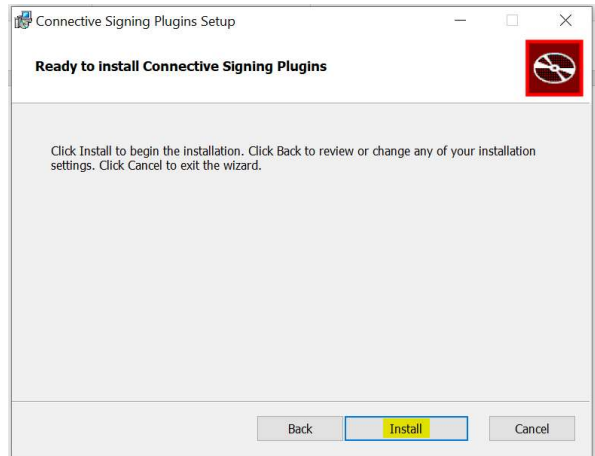 Connective Signing Plugins Setup
Ready to install Connective Signing Plugins
Click Install to begin the installation. Click Back to review or change any of your installation
settings. Click Cancel to exit the wizard.
Back Install Cancel